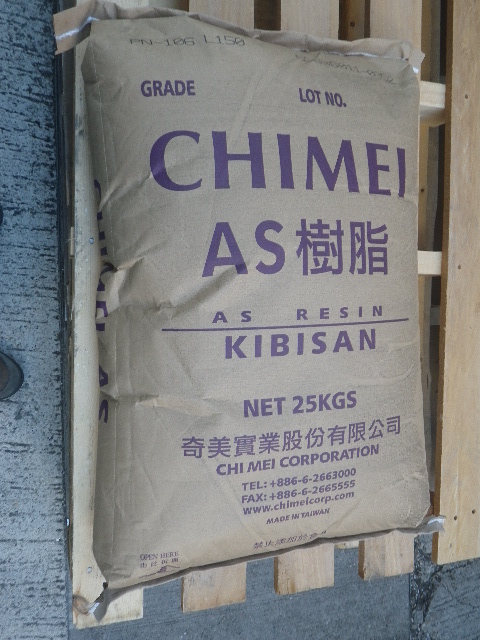 PN-106 L150
GRADE
LOT NO.
CHIMEI
AS樹脂
AS RESIN
KIBISAN
NET 25KGS
奇美實業股份有限公司
CHI MEI CORPORATION
TEL: +886-6-2663000
FAX: +886-6-2665555
www.chimeicorp.com
MADE IN TAIWAN
OPEN HERE
CHIMEI AS